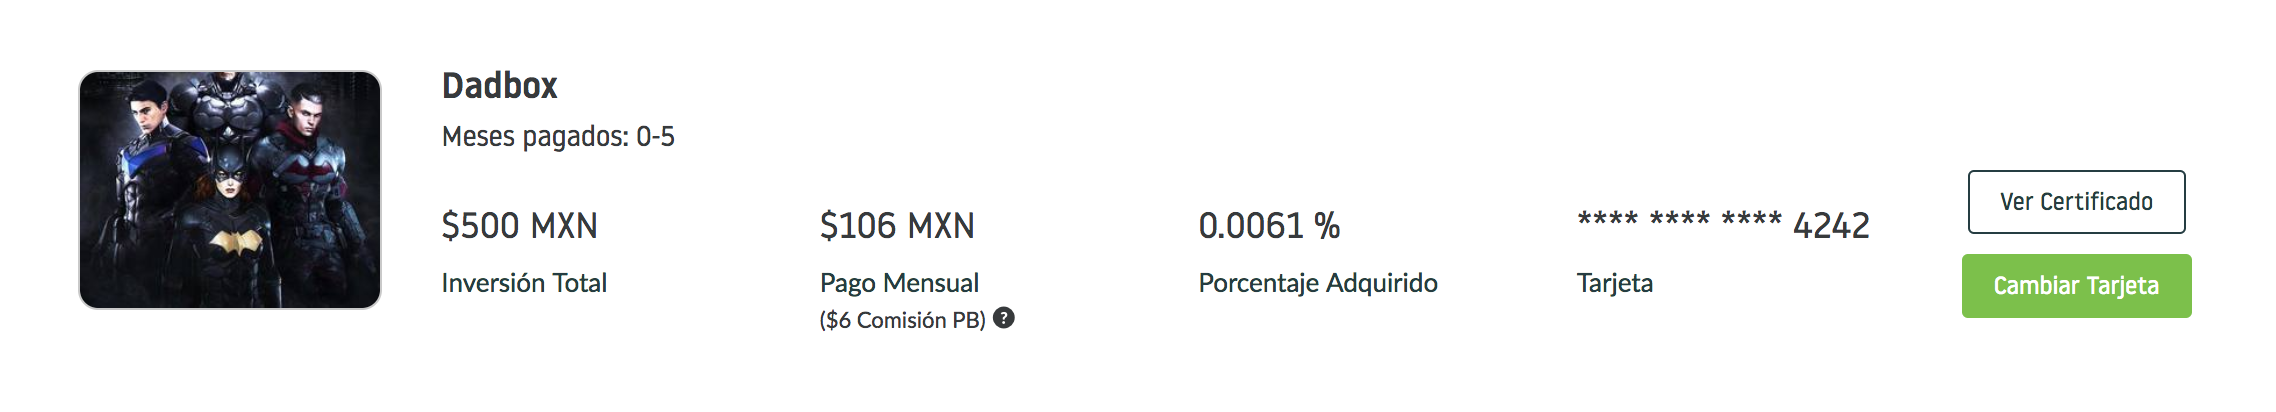 Dadbox
Meses pagados: 0-5
$500 MXN
Inversión Total
$106 MXN
Pago Mensual
($6 Comisión PB) ?
0.0061 %
Porcentaje Adquirido
**** **** **** 4242
Tarjeta
Ver Certificado
Cambiar Tarjeta